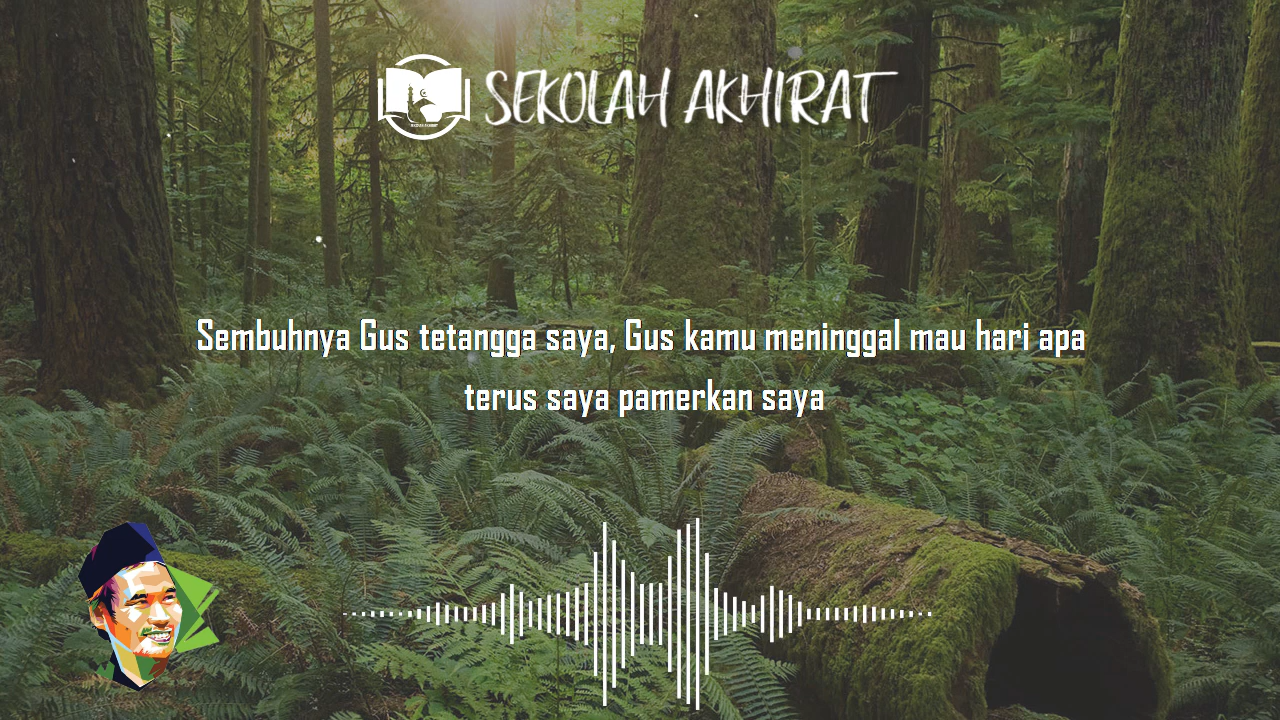 SEKOLAH AKHIRAT
Sembuhnya Gus tetangga saya, Gus kamu meninggal mau hari apa
terus saya pamerkan saya